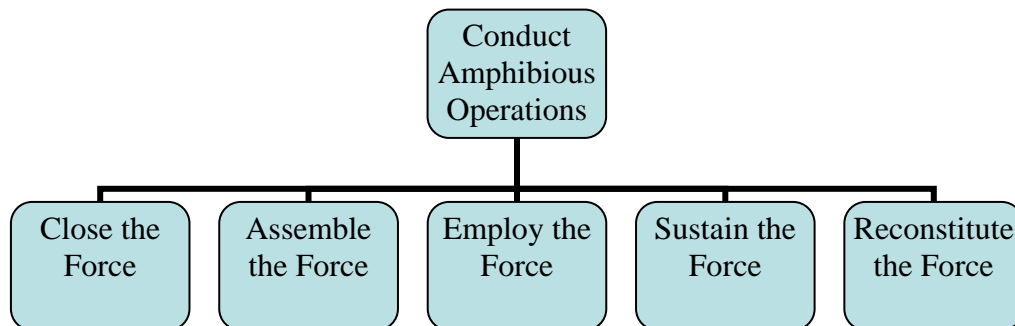 Conduct
Amphibious
Operations
Close the
Force
Assemble
the Force
Employ the
Force
Sustain the
Force
Reconstitute
the Force